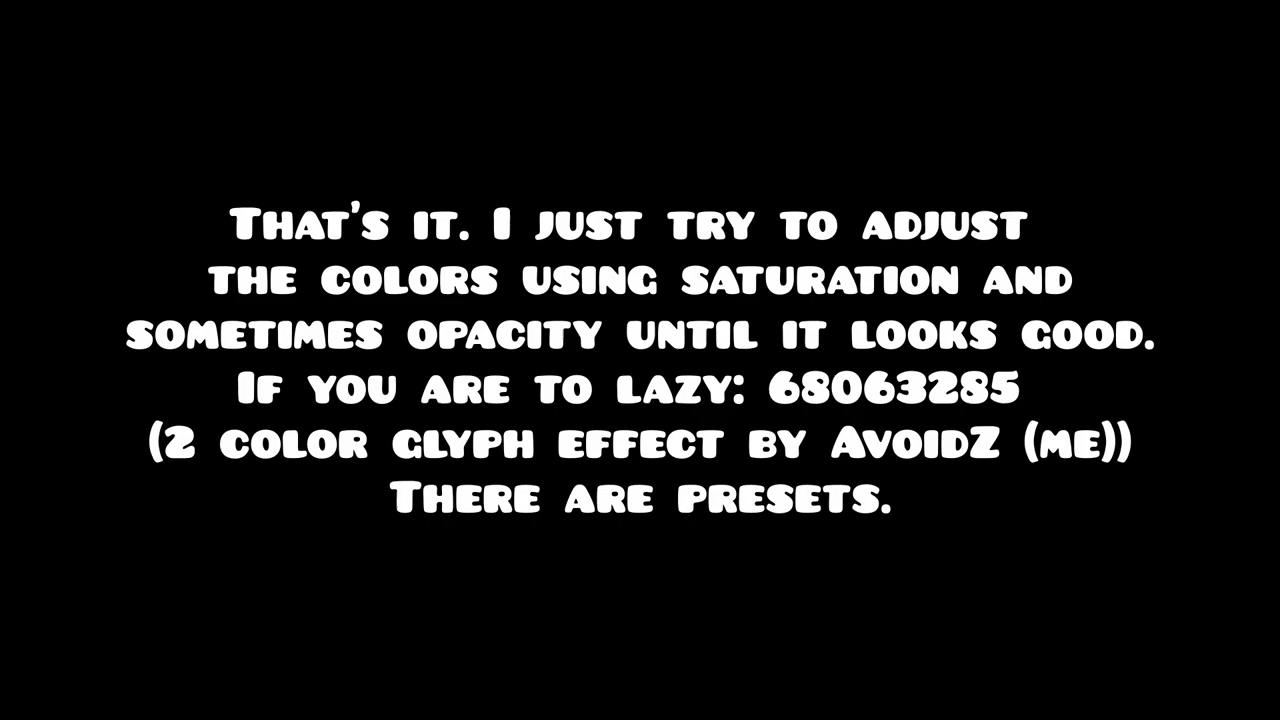 That's it. I just try to adjust
the colors using saturation and
sometimes opacity until it looks good.
If you are to lazy: 68063285
(2 color glyph effect by AvoidZ (me))
There are presets.